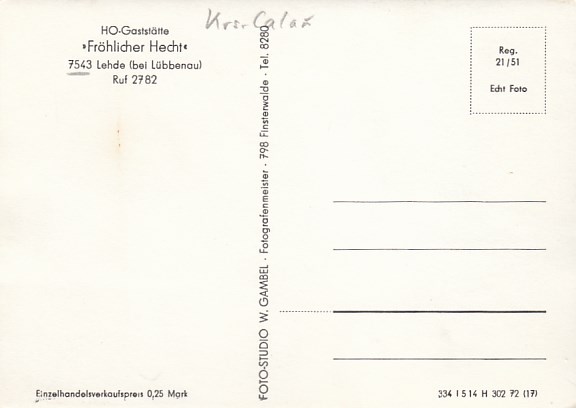 Krs. Calau
HO-Gaststätte
»Fröhlicher Hecht«
7543 Lehde (bei Lübbenau)
Ruf 2782
FOTO-STUDIO W. GAMBEL · Fotografenmeister · 798 Finsterwalde · Tel. 8280
Reg.
21/51
Echt Foto
Einzelhandelsverkaufspreis 0,25 Mark
334 I 5 14 H 302 72 (17)